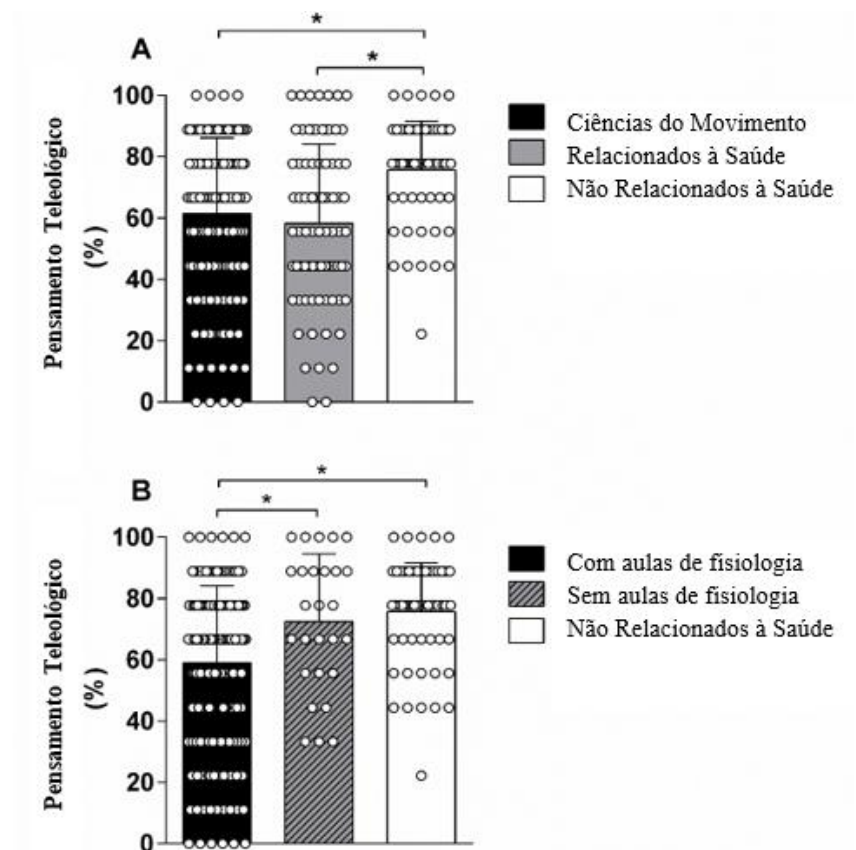 *
A
*
Pensamento Teleológico
(%)
100
80
60
40
20
0
Ciências do Movimento
Relacionados à Saúde
Não Relacionados à Saúde
*
B
*
Pensamento Teleológico
(%)
100
80
60
40
20
0
Com aulas de fisiologia
Sem aulas de fisiologia
Não Relacionados à Saúde